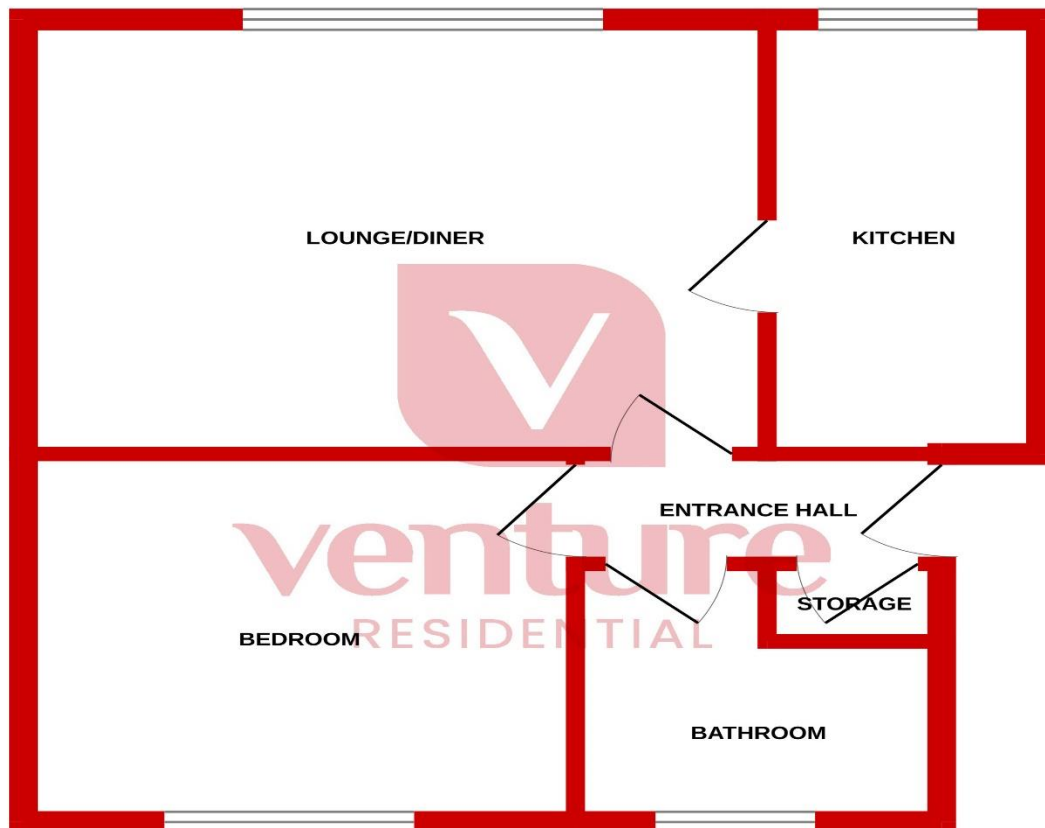 LOUNGE/DINER
KITCHEN
ENTRANCE HALL
venture
STORAGE
RESIDENTIAL
BEDROOM
BATHROOM